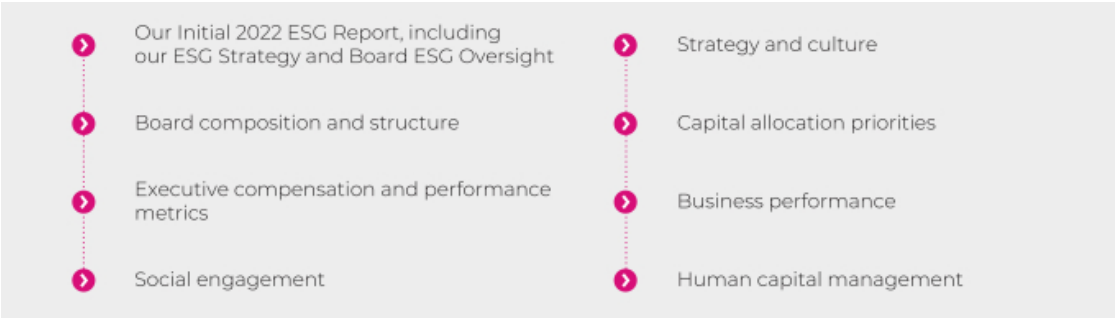 Our Initial 2022 ESG Report, including
our ESG Strategy and Board ESG Oversight
Board composition and structure
Executive compensation and performance
metrics
Social engagement
Strategy and culture
Capital allocation priorities
Business performance
Human capital management